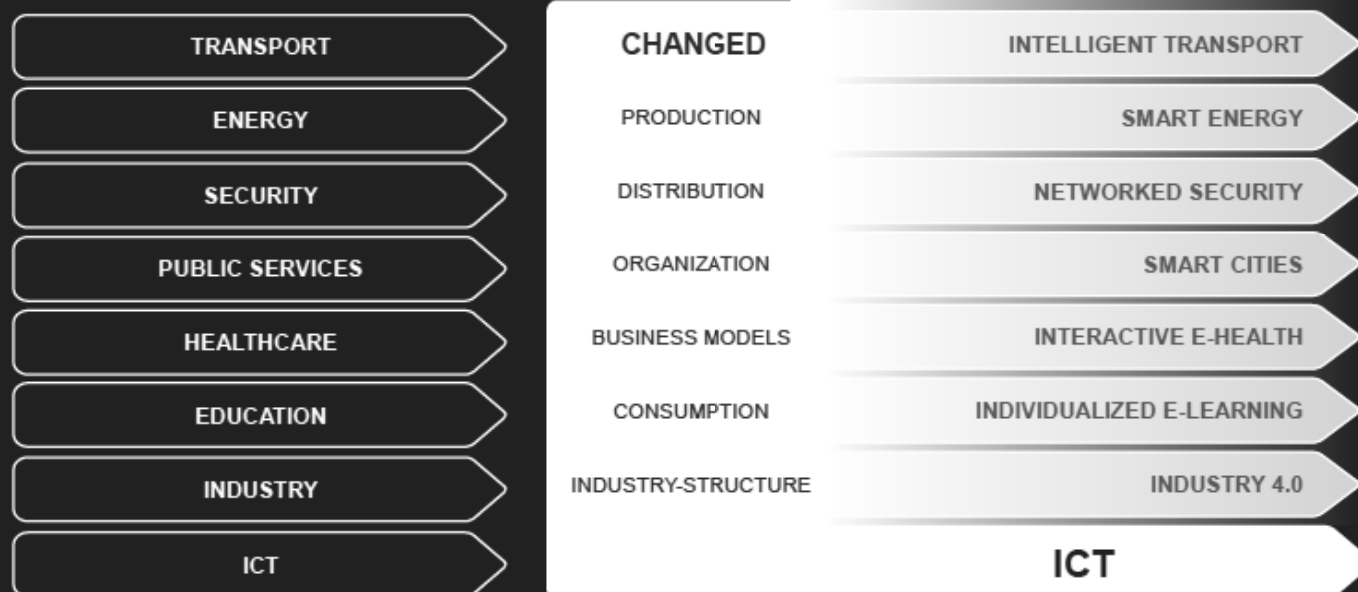 TRANSPORT
CHANGED
INTELLIGENT TRANSPORT
ENERGY
PRODUCTION
SMART ENERGY
SECURITY
DISTRIBUTION
NETWORKED SECURITY
PUBLIC SERVICES
ORGANIZATION
SMART CITIES
HEALTHCARE
BUSINESS MODELS
INTERACTIVE E-HEALTH
EDUCATION
CONSUMPTION
INDIVIDUALIZED E-LEARNING
INDUSTRY
INDUSTRY-STRUCTURE
INDUSTRY 4.0
ICT
ICT